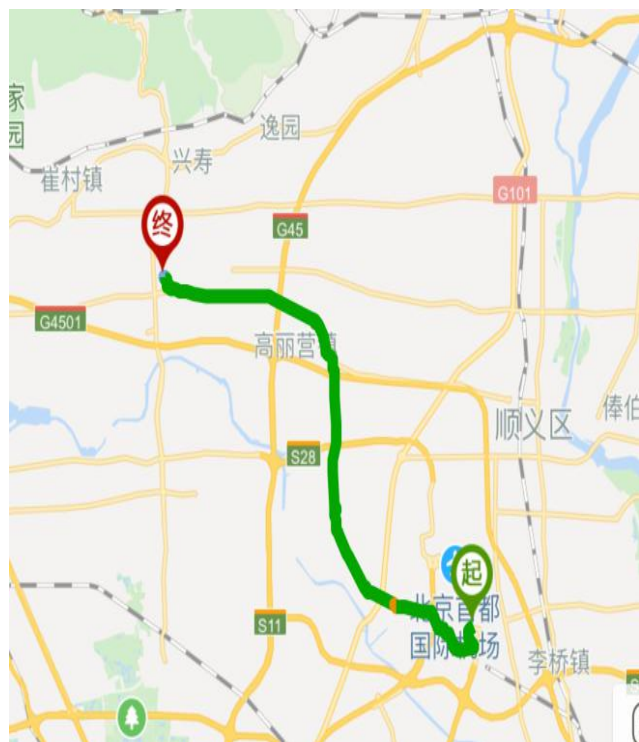 家
园
逸园
兴寿
崔村镇
G101
终
G45
G4501
高丽营镇
俸伯
顺义区
S28
起
北京首都
国际机场
S11
李桥镇